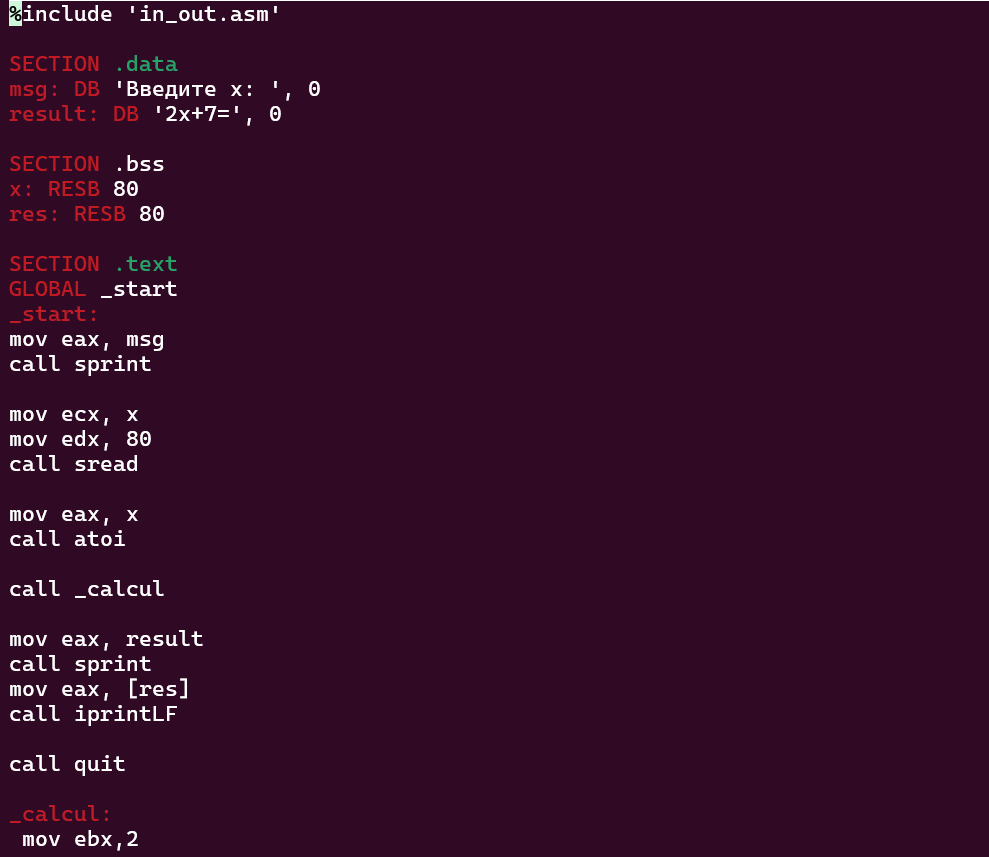 %include 'in_out.asm'
SECTION .data
msg: DB 'Введите x: ', 0
result: DB '2x+7=', 0
SECTION .bss
x: RESB 80
res: RESB 80
SECTION .text
GLOBAL _start
_start:
mov eax, msg
call sprint
mov ecx, x
mov edx, 80
call sread
mov eax, x
call atoi
call _calcul
mov eax, result
call sprint
mov eax, [res]
call iprintLF
call quit
_calcul:
mov ebx,2